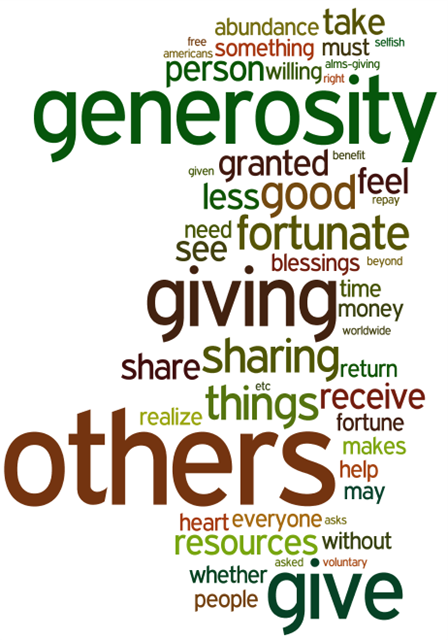 abundance take
free
americans something must selfish
person willing alms-giving
right
generosity
given granted benefit
less good feel
repay
need fortunate
see
blessings beyond
giving time
money
worldwide
share sharing return
etc
things receive
realize fortune
others makes
help
may
heart everyone asks
resources without
asked voluntary
whether give
people